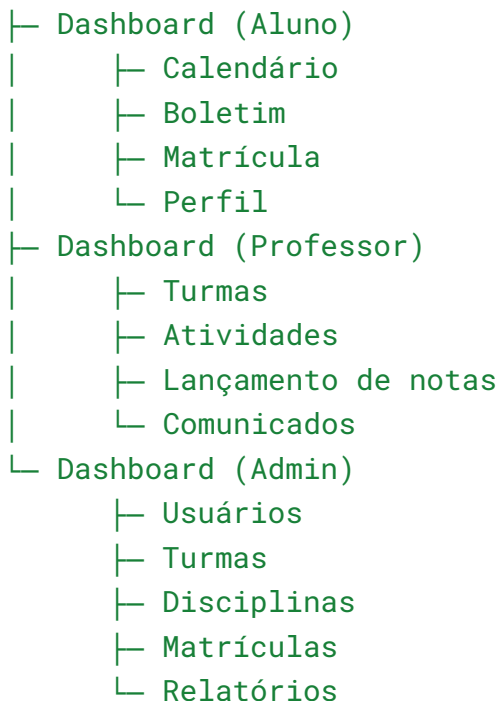 ├─ Dashboard (Aluno)
│     ├─ Calendário
│     ├─ Boletim
│     ├─ Matrícula
│     └─ Perfil
├─ Dashboard (Professor)
│     ├─ Turmas
│     ├─ Atividades
│     ├─ Lançamento de notas
│     └─ Comunicados
└─ Dashboard (Admin)
      ├─ Usuários
      ├─ Turmas
      ├─ Disciplinas
      ├─ Matrículas
      └─ Relatórios